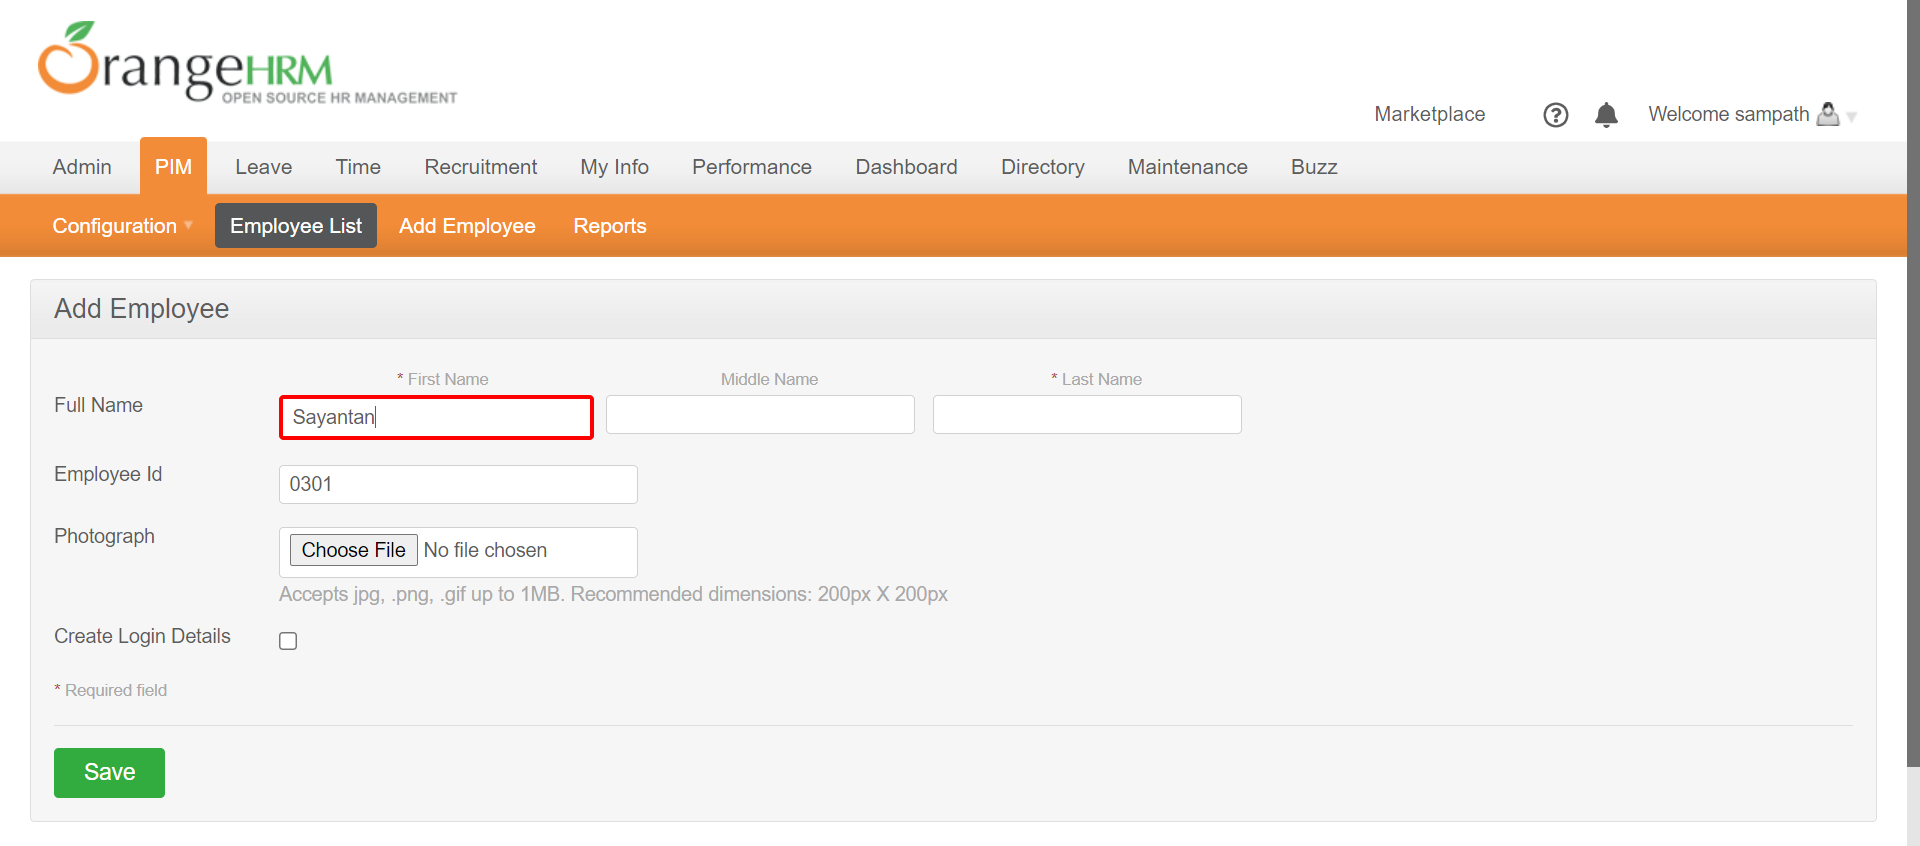 OrangeHRM
OPEN SOURCE HR MANAGEMENT
Marketplace ? Welcome sampath
Admin PIM Leave Time Recruitment My Info Performance Dashboard Directory Maintenance Buzz
Configuration Employee List Add Employee Reports
Add Employee
* First Name Middle Name * Last Name
Full Name Sayantan
Employee Id 0301
Photograph Choose File No file chosen
Accepts jpg, .png, .gif up to 1MB. Recommended dimensions: 200px X 200px
Create Login Details
* Required field
Save